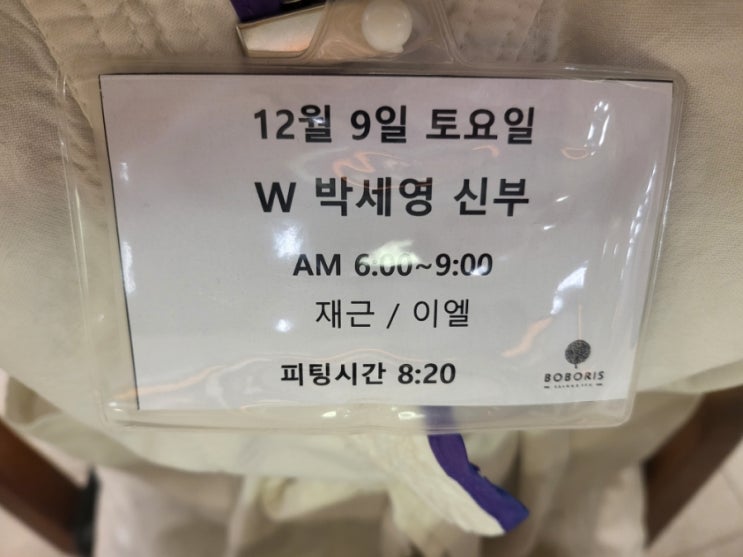 12월 9일 토요일
W 박세영 신부
AM 6:00~9:00
재근 / 이엘
피팅시간 8:20
BOBORIS